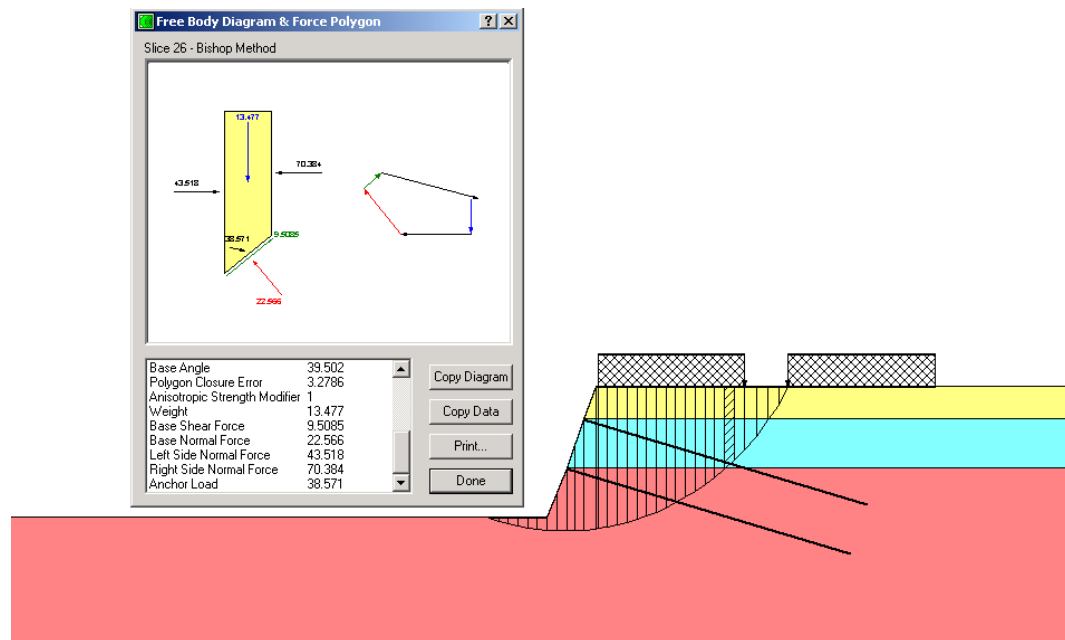 Free Body Diagram & Force Polygon
Slice 26 - Bishop Method
13.477
70.384
43.518
38.571
9.5085
22.566
Base Angle 39.502
Polygon Closure Error 3.2786
Anisotropic Strength Modifier 1
Weight 13.477
Base Shear Force 9.5085
Base Normal Force 22.566
Left Side Normal Force 43.518
Right Side Normal Force 70.384
Anchor Load 38.571
Copy Diagram
Copy Data
Print...
Done